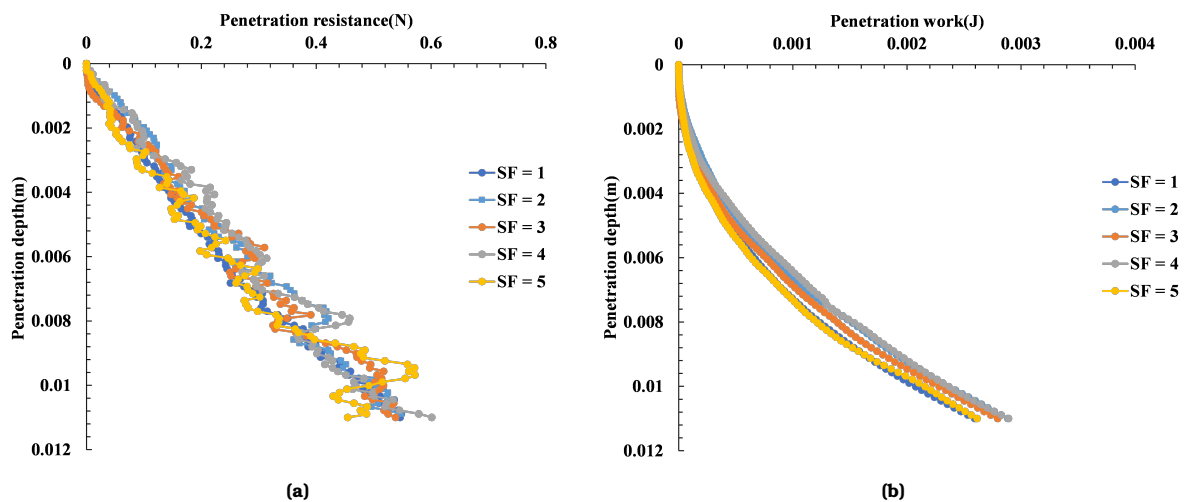 Penetration resistance(N)
0 0.2 0.4 0.6 0.8
0
0.002
0.004
0.006
0.008
0.01
0.012
Penetration depth(m)
SF = 1
SF = 2
SF = 3
SF = 4
SF = 5
(a)
Penetration work(J)
0 0.001 0.002 0.003 0.004
0
0.002
0.004
0.006
0.008
0.01
0.012
Penetration depth(m)
SF = 1
SF = 2
SF = 3
SF = 4
SF = 5
(b)